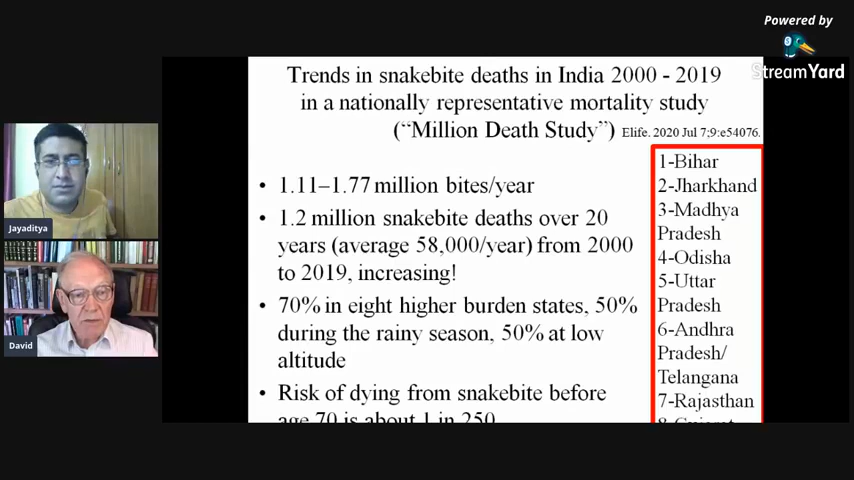 Powered by
StreamYard
Trends in snakebite deaths in India 2000 - 2019
in a nationally representative mortality study
("Million Death Study") Elife. 2020 Jul 7;9:e54076.
• 1.11–1.77 million bites/year
• 1.2 million snakebite deaths over 20
years (average 58,000/year) from 2000
to 2019, increasing!
• 70% in eight higher burden states, 50%
during the rainy season, 50% at low
altitude
• Risk of dying from snakebite before
age 70 is about 1 in 250
1-Bihar
2-Jharkhand
3-Madhya
Pradesh
4-Odisha
5-Uttar
Pradesh
6-Andhra
Pradesh/
Telangana
7-Rajasthan
8-Gujarat
Jayaditya
David